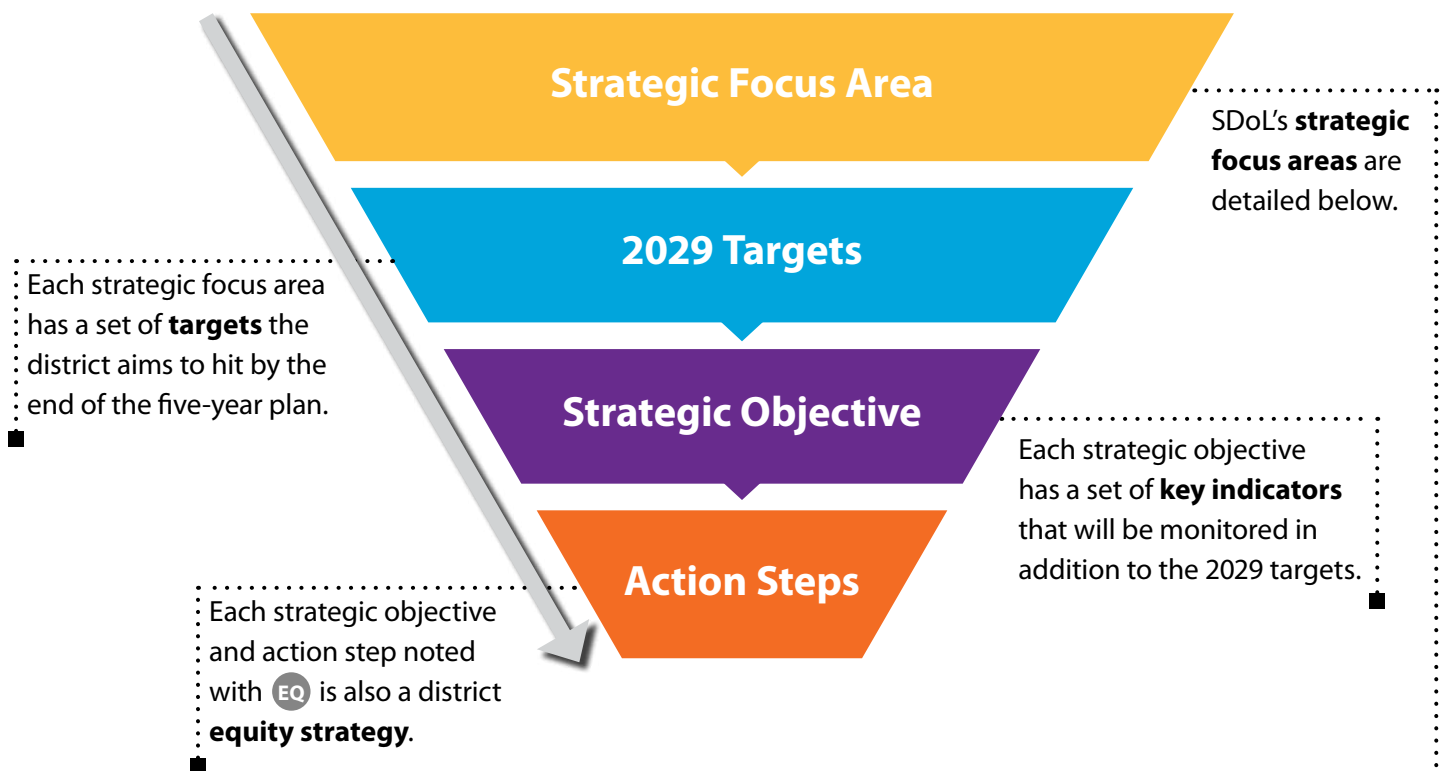 Strategic Focus Area
SDoL's strategic
focus areas are
detailed below.
2029 Targets
Each strategic focus area
has a set of targets the
district aims to hit by the
end of the five-year plan.
Strategic Objective
Each strategic objective
has a set of key indicators
that will be monitored in
addition to the 2029 targets.
Action Steps
Each strategic objective
and action step noted
with EQ is also a district
equity strategy.